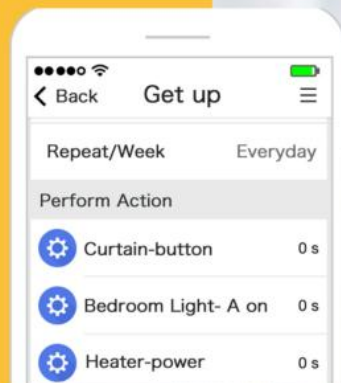 Back Get up
Repeat/Week Everyday
Perform Action
Curtain-button 0 s
Bedroom Light- A on 0 s
Heater-power 0 s